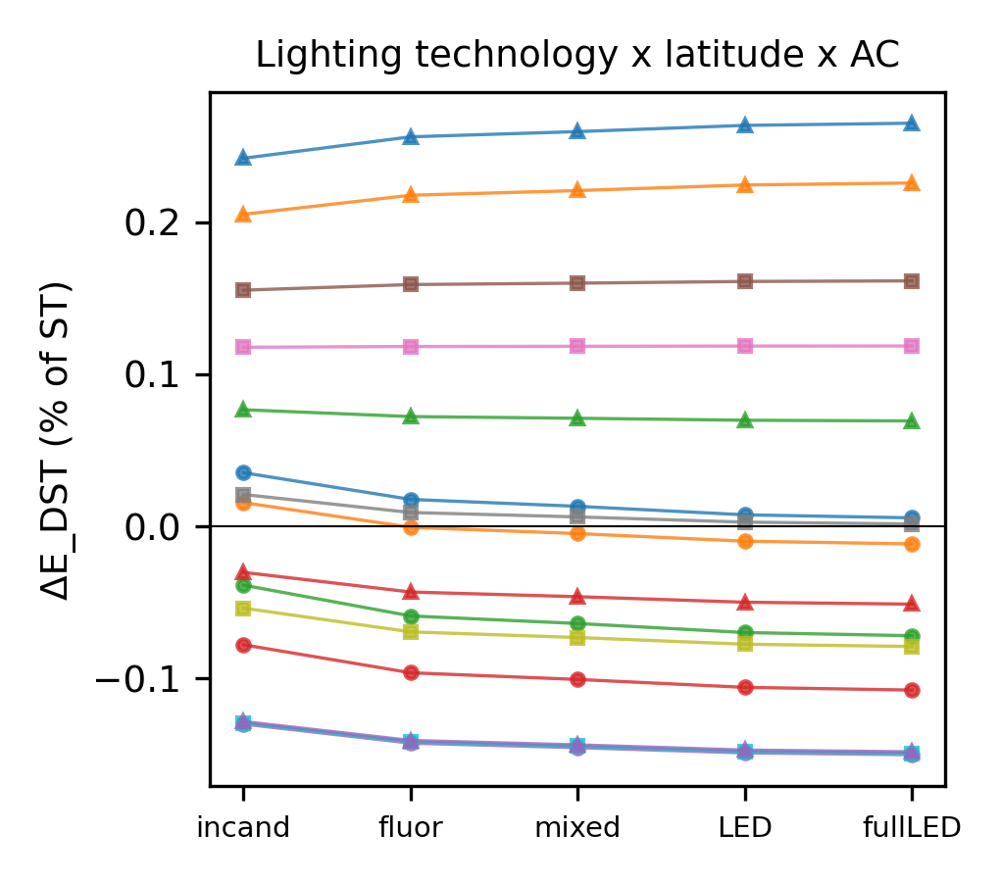 Lighting technology x latitude x AC
ΔE_DST (% of ST)
0.2
0.1
0.0
−0.1
incand fluor mixed LED fullLED